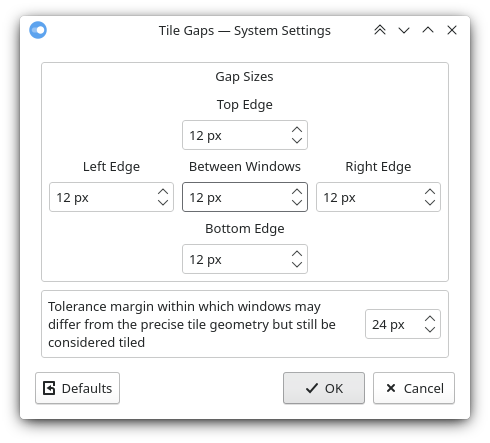 Tile Gaps — System Settings
Gap Sizes
Top Edge
12 px
Left Edge
Between Windows
Right Edge
12 px
12 px
12 px
Bottom Edge
12 px
Tolerance margin within which windows may
differ from the precise tile geometry but still be
considered tiled
24 px
Defaults
OK
Cancel